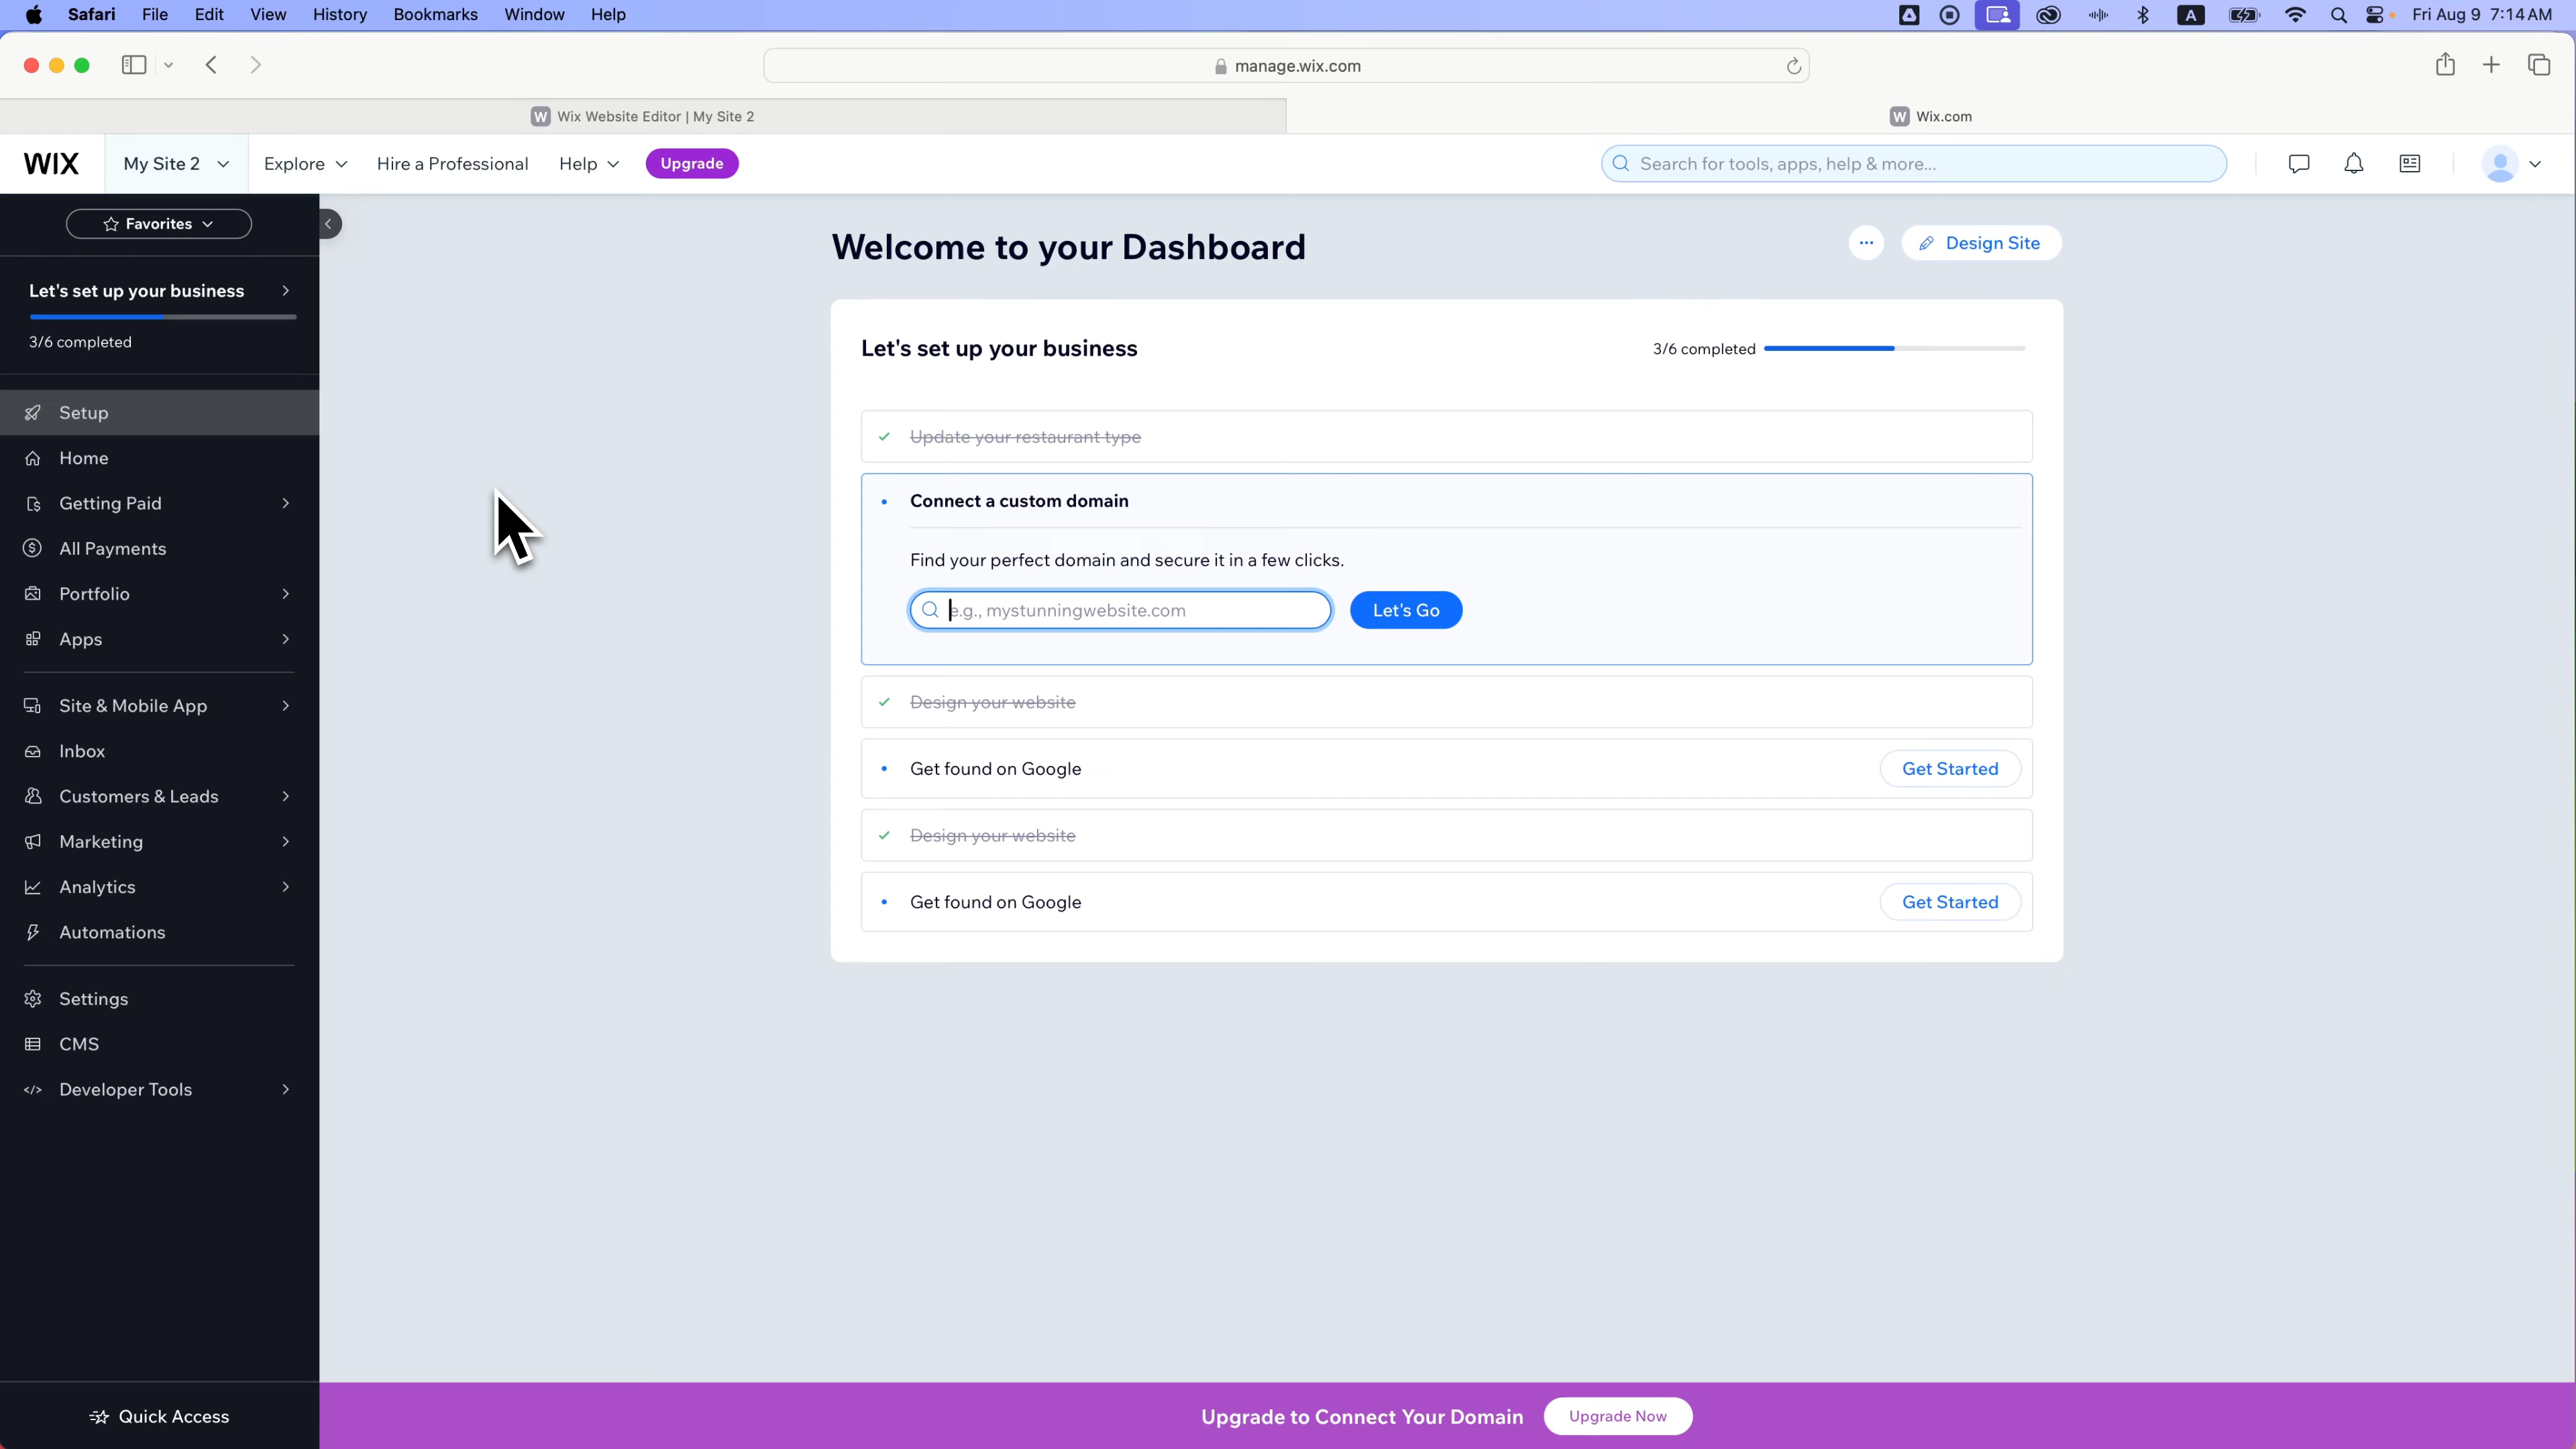 Safari File Edit View History Bookmarks Window Help
A
Fri Aug 9 7:14AM
manage.wix.com
W Wix Website Editor | My Site 2
W Wix.com
WIX
My Site 2
Explore
Hire a Professional
Help
Upgrade
Search for tools, apps, help & more...
Favorites
Let's set up your business
3/6 completed
Setup
Home
Getting Paid
All Payments
Portfolio
Apps
Site & Mobile App
Inbox
Customers & Leads
Marketing
Analytics
Automations
Settings
CMS
Developer Tools
Quick Access
Welcome to your Dashboard
Design Site
Let's set up your business
3/6 completed
Update your restaurant type
Connect a custom domain
Find your perfect domain and secure it in a few clicks.
e.g., mystunningwebsite.com
Let's Go
Design your website
Get found on Google
Get Started
Design your website
Get found on Google
Get Started
Upgrade to Connect Your Domain
Upgrade Now